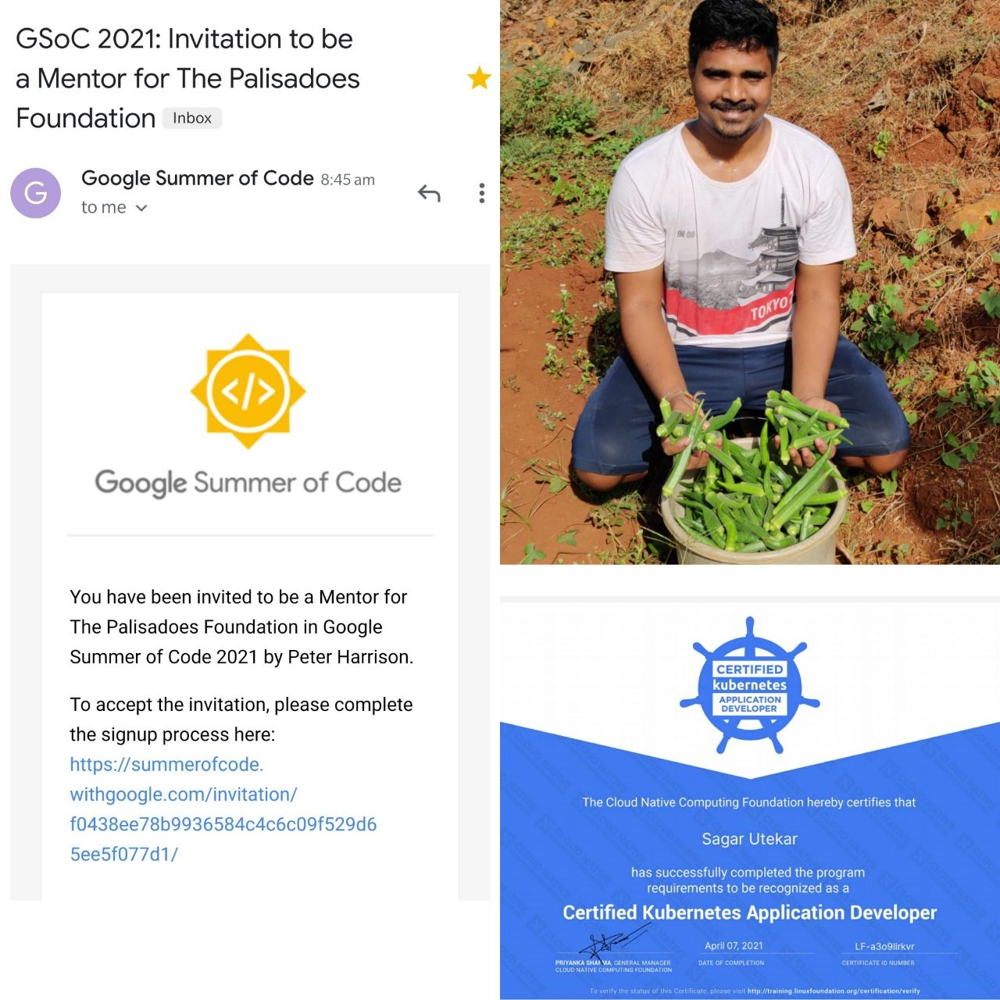 GSoC 2021: Invitation to be
a Mentor for The Palisadoes
Foundation Inbox
G
Google Summer of Code 8:45 am
to me
</>
Google Summer of Code
You have been invited to be a Mentor for
The Palisadoes Foundation in Google
Summer of Code 2021 by Peter Harrison.
To accept the invitation, please complete
the signup process here:
https://summerofcode.
withgoogle.com/invitation/
f0438ee78b9936584c4c6c09f529d6
5ee5f077d1/
TOKYO
CERTIFIED
kubernetes
APPLICATION
DEVELOPER
The Cloud Native Computing Foundation hereby certifies that
Sagar Utekar
has successfully completed the program
requirements to be recognized as a
Certified Kubernetes Application Developer
April 07, 2021
LF-a3o9lirkvr
PRIYANKA SHARMA, GENERAL MANAGER
CLOUD NATIVE COMPUTING FOUNDATION
DATE OF COMPLETION
CERTIFICATE ID NUMBER
To verify the status of this Certificate, please visit http://training.linuxfoundation.org/certification/verify